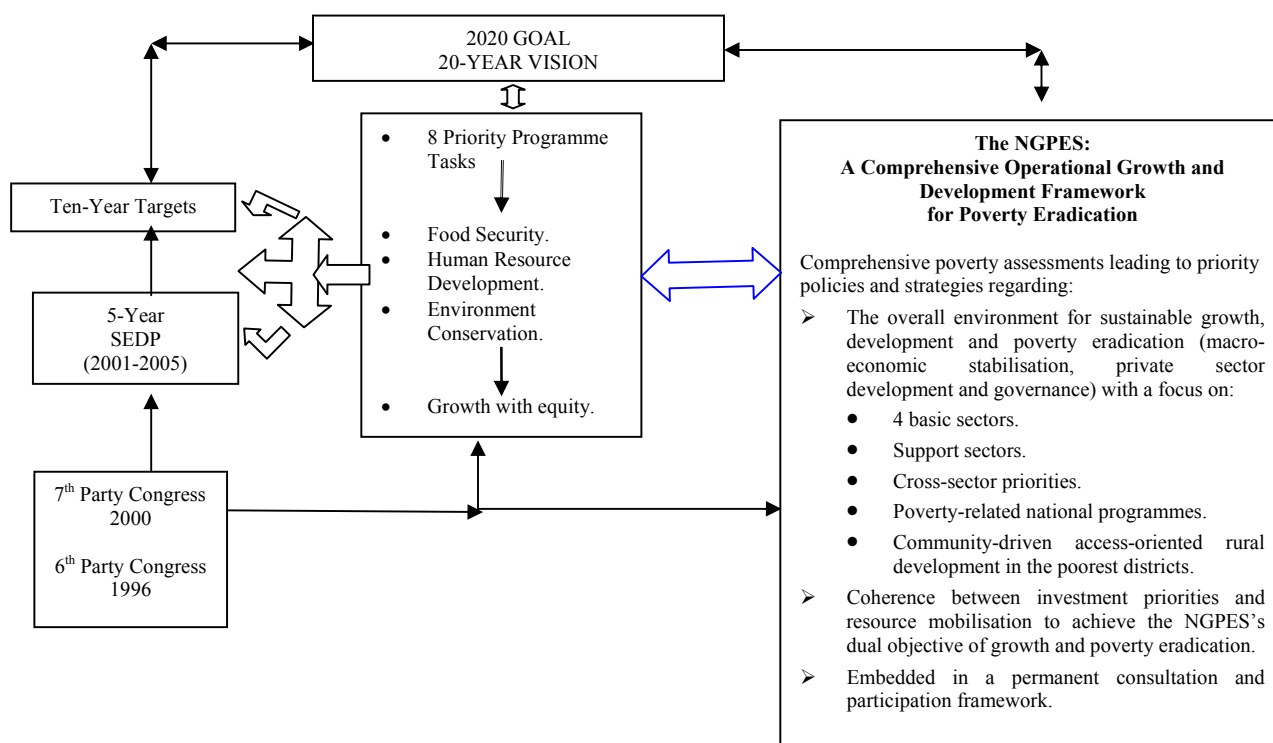 2020 GOAL
20-YEAR VISION
Ten-Year Targets
5-Year
SEDP
(2001-2005)
7th Party Congress
2000
6th Party Congress
1996
• 8 Priority Programme
Tasks
• Food Security.
• Human Resource
Development.
• Environment
Conservation.
• Growth with equity.
The NGPES:
A Comprehensive Operational Growth and
Development Framework
for Poverty Eradication
Comprehensive poverty assessments leading to priority
policies and strategies regarding:
➢ The overall environment for sustainable growth,
development and poverty eradication (macro-
economic stabilisation, private sector
development and governance) with a focus on:
• 4 basic sectors.
• Support sectors.
• Cross-sector priorities.
• Poverty-related national programmes.
• Community-driven access-oriented rural
development in the poorest districts.
➢ Coherence between investment priorities and
resource mobilisation to achieve the NGPES’s
dual objective of growth and poverty eradication.
➢ Embedded in a permanent consultation and
participation framework.